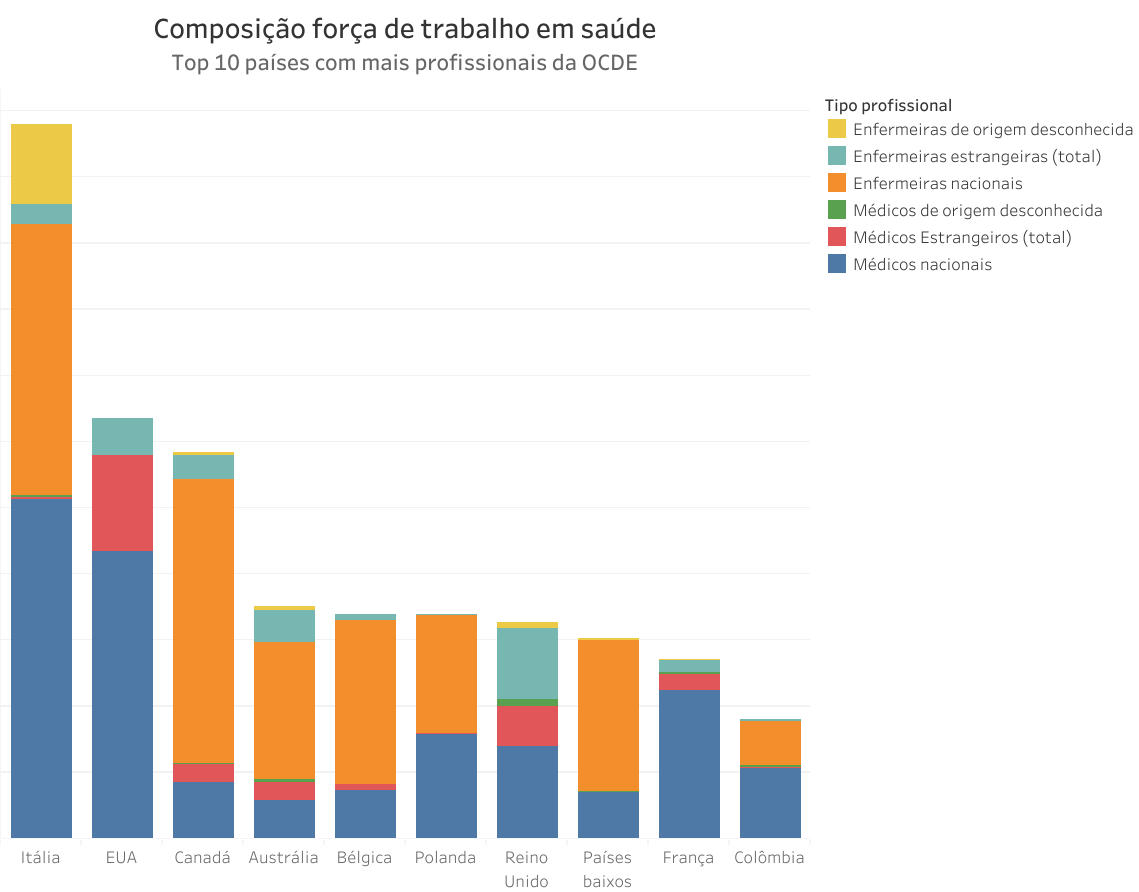 Composição força de trabalho em saúde
Top 10 países com mais profissionais da OCDE
Tipo profissional
Enfermeiras de origem desconhecida
Enfermeiras estrangeiras (total)
Enfermeiras nacionais
Médicos de origem desconhecida
Médicos Estrangeiros (total)
Médicos nacionais
Itália
EUA
Canadá
Austrália
Bélgica
Polanda
Reino
Unido
Países
baixos
França
Colômbia